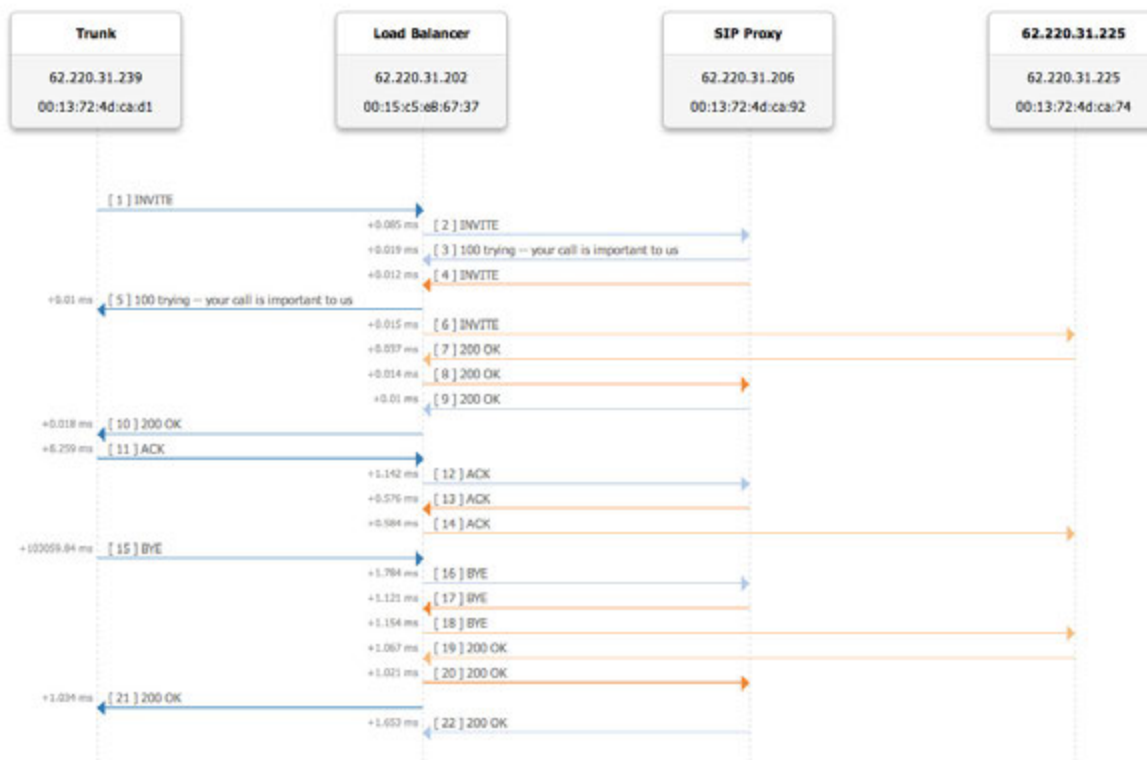 Trunk
62.220.31.239
00:13:72:4d:ca:d1
Load Balancer
62.220.31.202
00:15:c5:e8:67:37
SIP Proxy
62.220.31.206
00:13:72:4d:ca:92
62.220.31.225
62.220.31.225
00:13:72:4d:ca:74
[ 1 ] INVITE
+0.085 ms [ 2 ] INVITE
+0.019 ms [ 3 ] 100 trying -- your call is important to us
+0.012 ms [ 4 ] INVITE
+0.01 ms [ 5 ] 100 trying -- your call is important to us
+0.015 ms [ 6 ] INVITE
+0.037 ms [ 7 ] 200 OK
+0.014 ms [ 8 ] 200 OK
+0.01 ms [ 9 ] 200 OK
+0.018 ms [ 10 ] 200 OK
+6.259 ms [ 11 ] ACK
+1.142 ms [ 12 ] ACK
+0.576 ms [ 13 ] ACK
+0.584 ms [ 14 ] ACK
[ 15 ] BYE
+1.784 ms [ 16 ] BYE
+1.121 ms [ 17 ] BYE
+1.154 ms [ 18 ] BYE
+1.067 ms [ 19 ] 200 OK
+1.021 ms [ 20 ] 200 OK
+1.034 ms [ 21 ] 200 OK
+1.653 ms [ 22 ] 200 OK